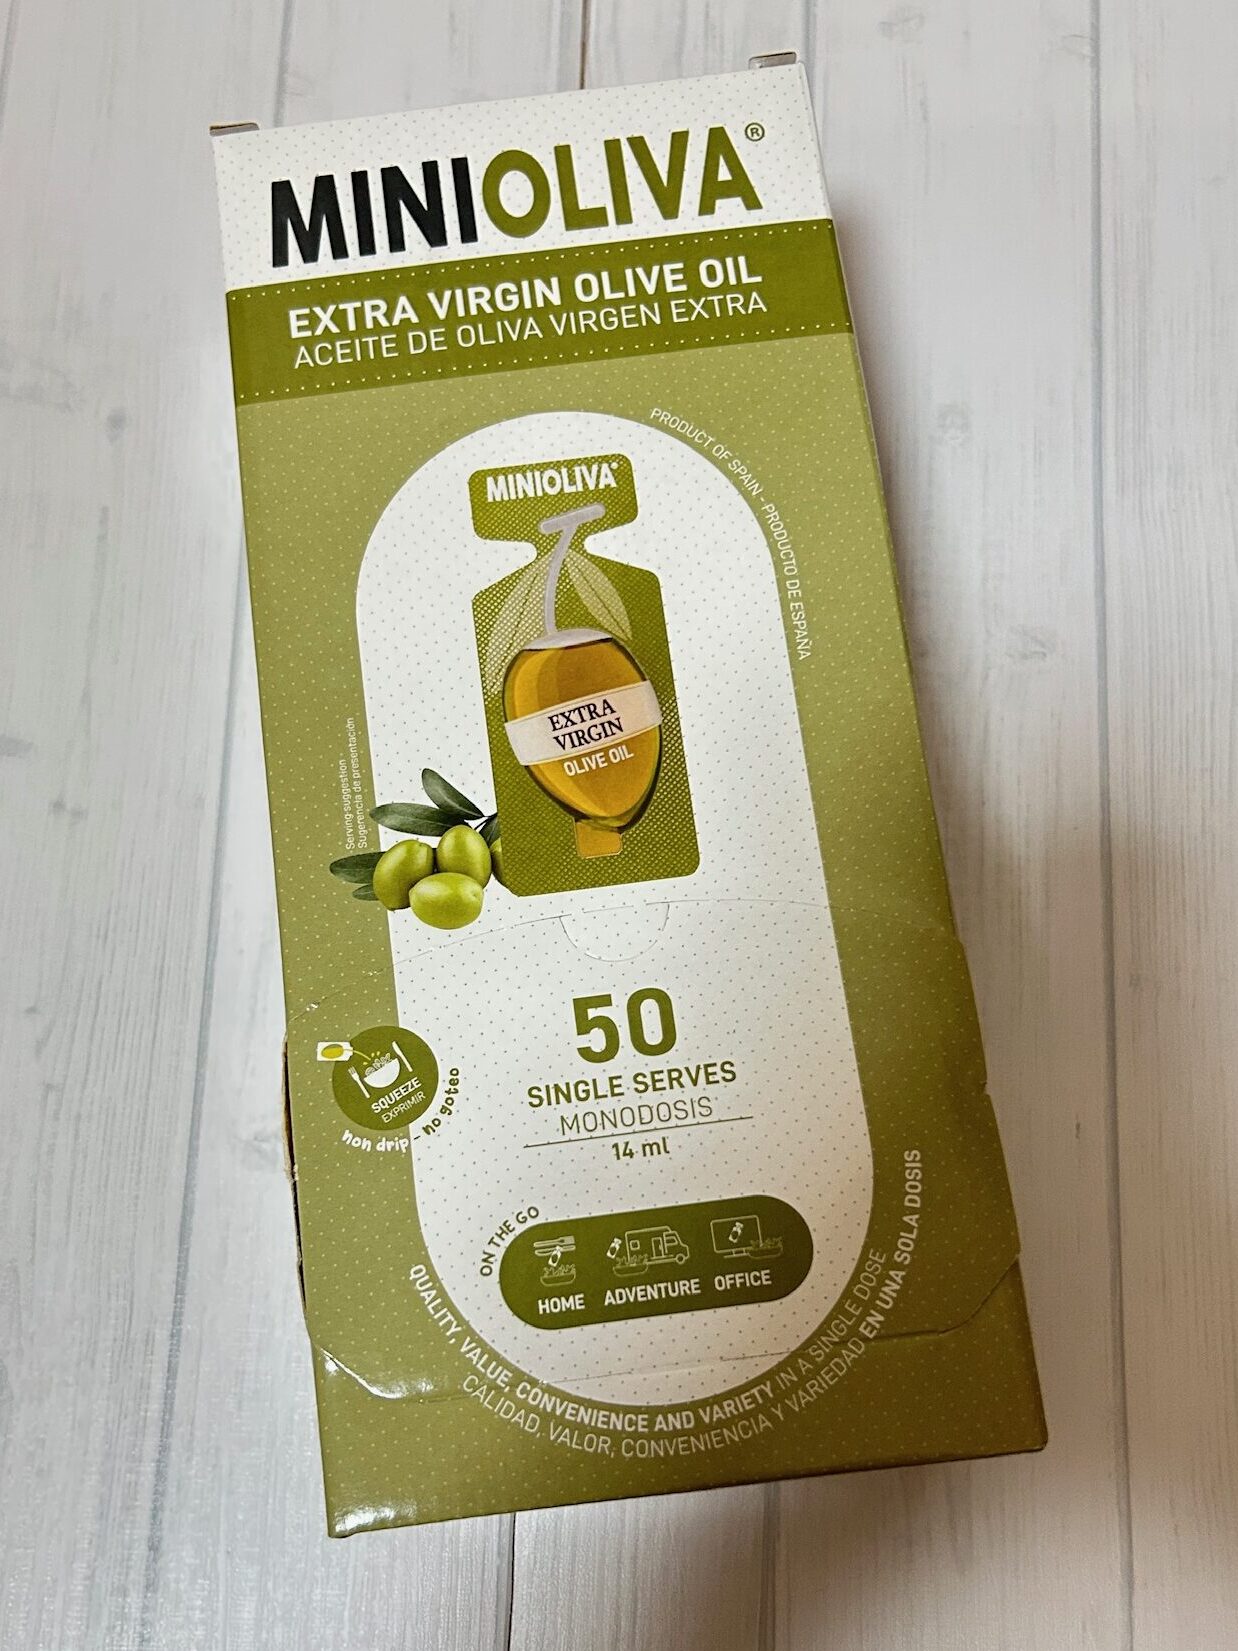 MINIOLIVA®
EXTRA VIRGIN OLIVE OIL
ACEITE DE OLIVA VIRGEN EXTRA
PRODUCT OF SPAIN - PRODUCTO DE ESPAÑA
MINIOLIVA®
EXTRA
VIRGIN
OLIVE OIL
Serving suggestion
Sugerencia de presentación
50
SINGLE SERVES
MONODOSIS
14 ml
SQUEEZE
EXPRIMIR
non drip - no goteo
ON THE GO
HOME ADVENTURE OFFICE
QUALITY, VALUE, CONVENIENCE AND VARIETY IN A SINGLE DOSE
CALIDAD, VALOR, CONVENIENCIA Y VARIEDAD EN UNA SOLA DOSIS